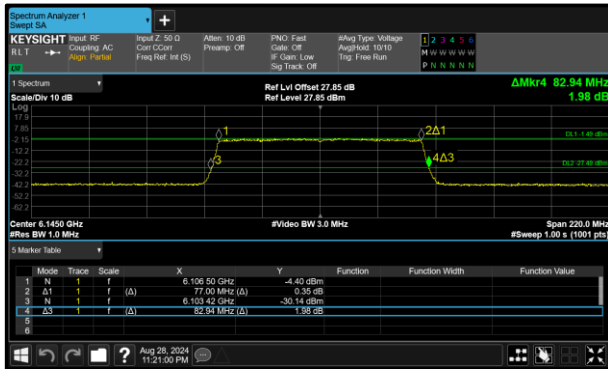 Spectrum Analyzer 1
Swept SA
+
KEYSIGHT Input: RF Input Z: 50 Ω Atten: 10 dB PNO: Fast #Avg Type: Voltage 1 2 3 4 5 6
RLT Coupling: AC Corr CCorr Preamp: Off Gate: Off Avg|Hold: 10/10 M W W W W W
Align: Partial Freq Ref: Int (S) IF Gain: Low Trig: Free Run
Sig Track: Off P N N N N N
1 Spectrum Ref Lvl Offset 27.85 dB ΔMkr4 82.94 MHz
Scale/Div 10 dB Ref Level 27.85 dBm 1.98 dB
Log
17.9
7.85
-2.15
-12.2
-22.2
-32.2
-42.2
-52.2
-62.2
1
2Δ1
3
4Δ3
DL1 -1.49 dBm
DL2 -27.49 dBm
Center 6.1450 GHz #Video BW 3.0 MHz Span 220.0 MHz
#Res BW 1.0 MHz #Sweep 1.00 s (1001 pts)
5 Marker Table
Mode Trace Scale X Y Function Function Width Function Value
1 N 1 f 6.106 50 GHz -4.40 dBm
2 Δ1 1 f (Δ) 77.00 MHz (Δ) 0.35 dB
3 N 1 f 6.103 42 GHz -30.14 dBm
4 Δ3 1 f (Δ) 82.94 MHz (Δ) 1.98 dB
5
6
?
Aug 28, 2024
11:21:00 PM